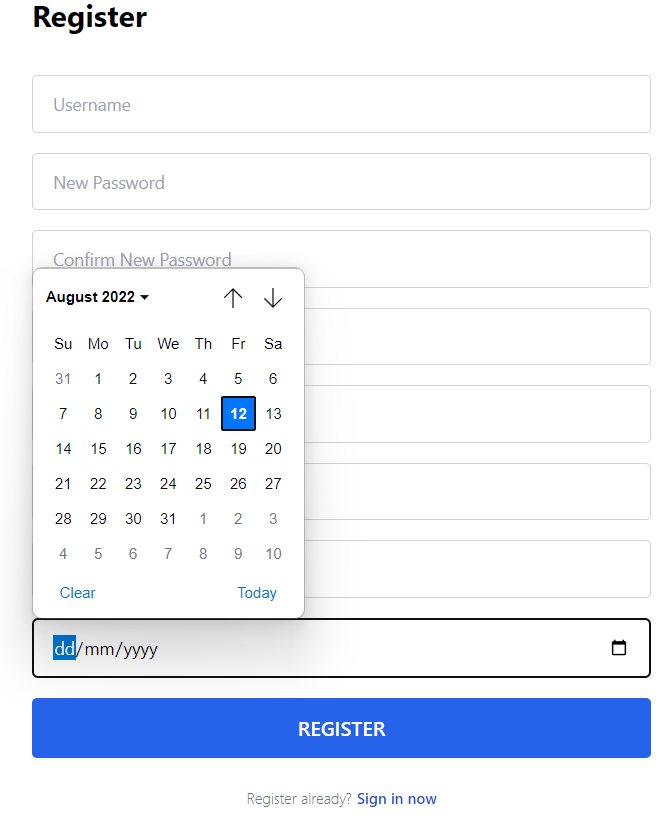 Register
Username
New Password
Confirm New Password
August 2022
Su Mo Tu We Th Fr Sa
31 1 2 3 4 5 6
7 8 9 10 11 12 13
14 15 16 17 18 19 20
21 22 23 24 25 26 27
28 29 30 31 1 2 3
4 5 6 7 8 9 10
Clear Today
dd/mm/yyyy
REGISTER
Register already? Sign in now